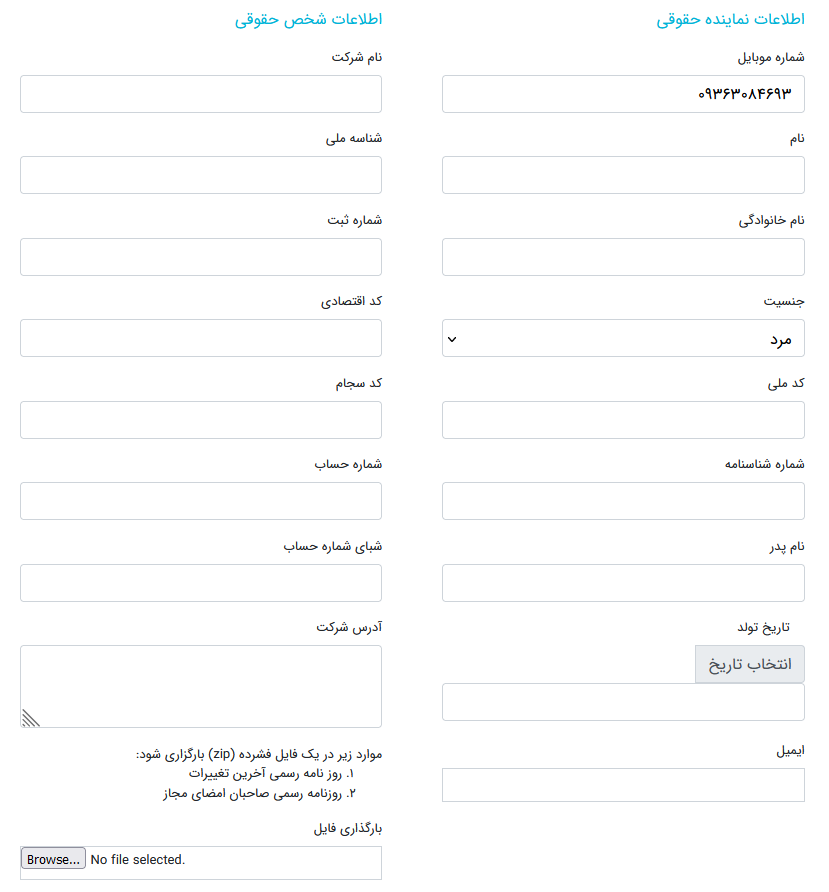 اطلاعات نماینده حقوقی
شماره موبایل
۰۹۳۶۳۰۸۴۶۹۳
نام
نام خانوادگی
جنسیت
مرد
کد ملی
شماره شناسنامه
نام پدر
تاریخ تولد
انتخاب تاریخ
ایمیل
اطلاعات شخص حقوقی
نام شرکت
شناسه ملی
شماره ثبت
کد اقتصادی
کد سجام
شماره حساب
شبای شماره حساب
آدرس شرکت
موارد زیر در یک فایل فشرده (zip) بارگزاری شود:
۱. روز نامه رسمی آخرین تغییرات
۲. روزنامه رسمی صاحبان امضای مجاز
بارگذاری فایل
Browse... No file selected.